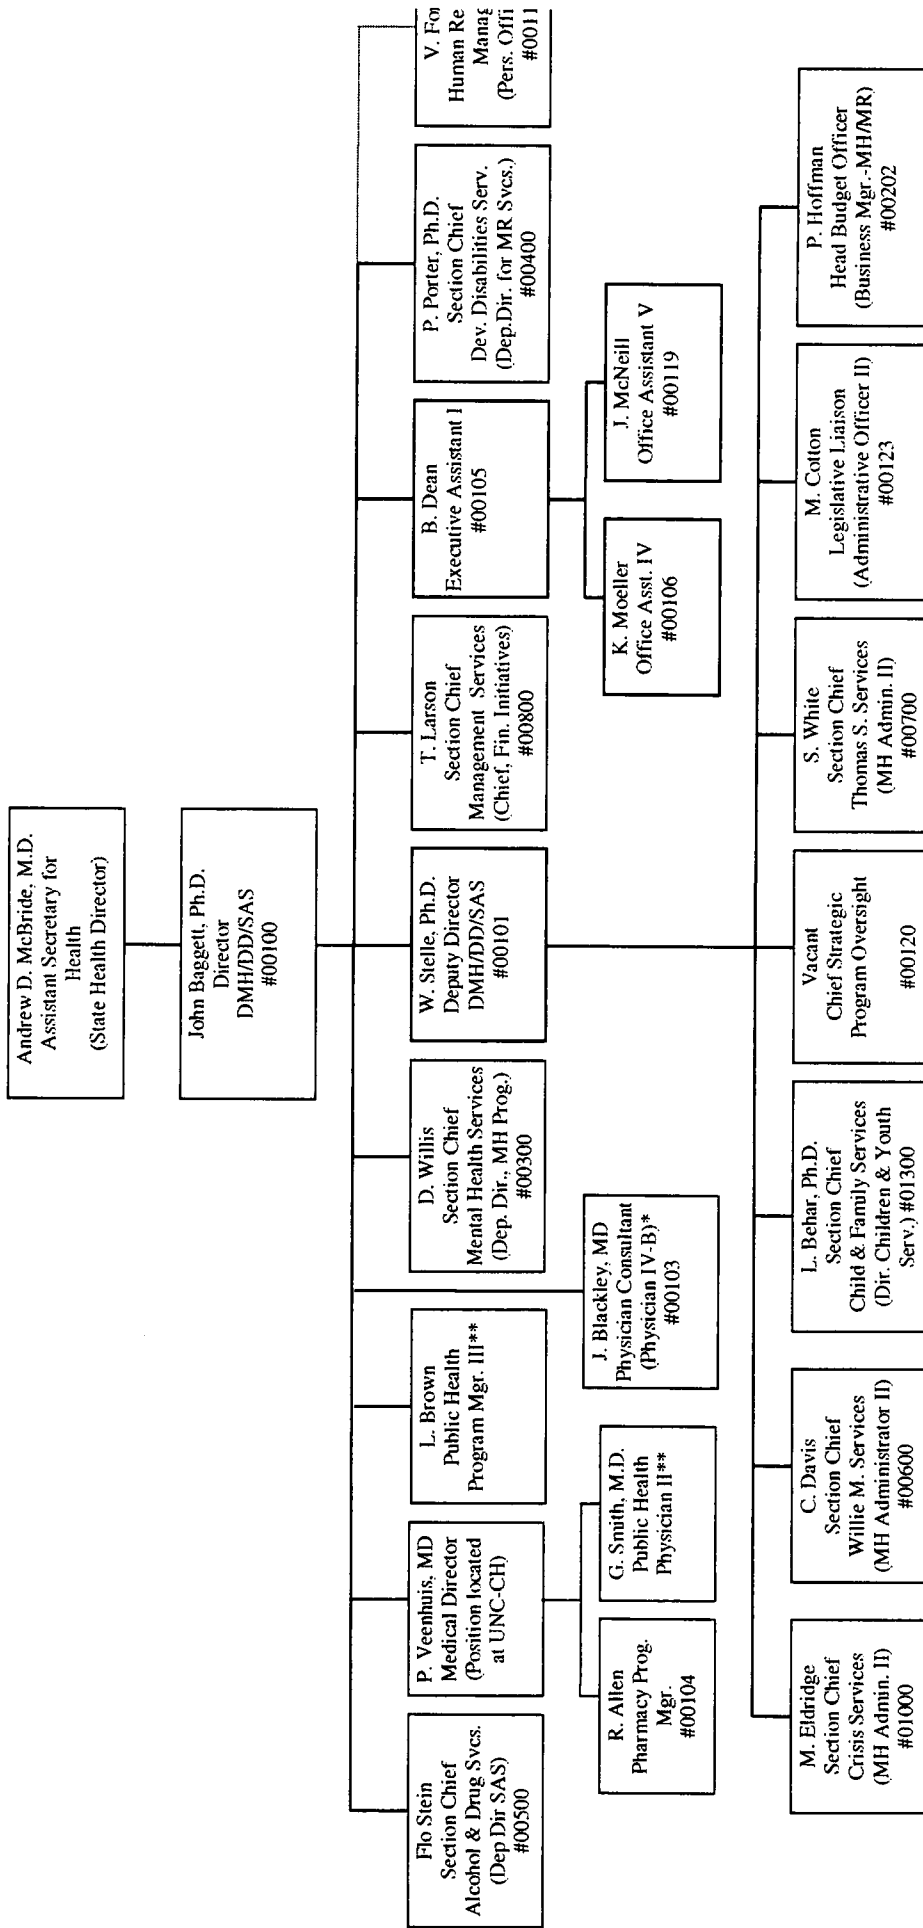 Andrew D. McBride, M.D.
Assistant Secretary for
Health
(State Health Director)
John Baggett, Ph.D.
Director
DMH/DD/SAS
#00100
Flo Stein
Section Chief
Alcohol & Drug Svcs.
(Dep Dir SAS)
#00500
P. Veenhuis, MD
Medical Director
(Position located
at UNC-CH)
L. Brown
Public Health
Program Mgr. III**
D. Willis
Section Chief
Mental Health Services
(Dep. Dir., MH Prog.)
#00300
W. Stelle, Ph.D.
Deputy Director
DMH/DD/SAS
#00101
T. Larson
Section Chief
Management Services
(Chief, Fin. Initiatives)
#00800
B. Dean
Executive Assistant I
#00105
P. Porter, Ph.D.
Section Chief
Dev. Disabilities Serv.
(Dep.Dir. for MR Svcs.)
#00400
V. For
Human Re
Manag
(Pers. Offi
#0011
R. Allen
Pharmacy Prog.
Mgr.
#00104
G. Smith, M.D.
Public Health
Physician II**
J. Blackley, MD
Physician Consultant
(Physician IV-B)*
#00103
K. Moeller
Office Asst. IV
#00106
J. McNeill
Office Assistant V
#00119
M. Eldridge
Section Chief
Crisis Services
(MH Admin. II)
#01000
C. Davis
Section Chief
Willie M. Services
(MH Administrator II)
#00600
L. Behar, Ph.D.
Section Chief
Child & Family Services
(Dir. Children & Youth
Serv.) #01300
Vacant
Chief Strategic
Program Oversight
#00120
S. White
Section Chief
Thomas S. Services
(MH Admin. II)
#00700
M. Cotton
Legislative Liaison
(Administrative Officer II)
#00123
P. Hoffman
Head Budget Officer
(Business Mgr.-MH/MR)
#00202